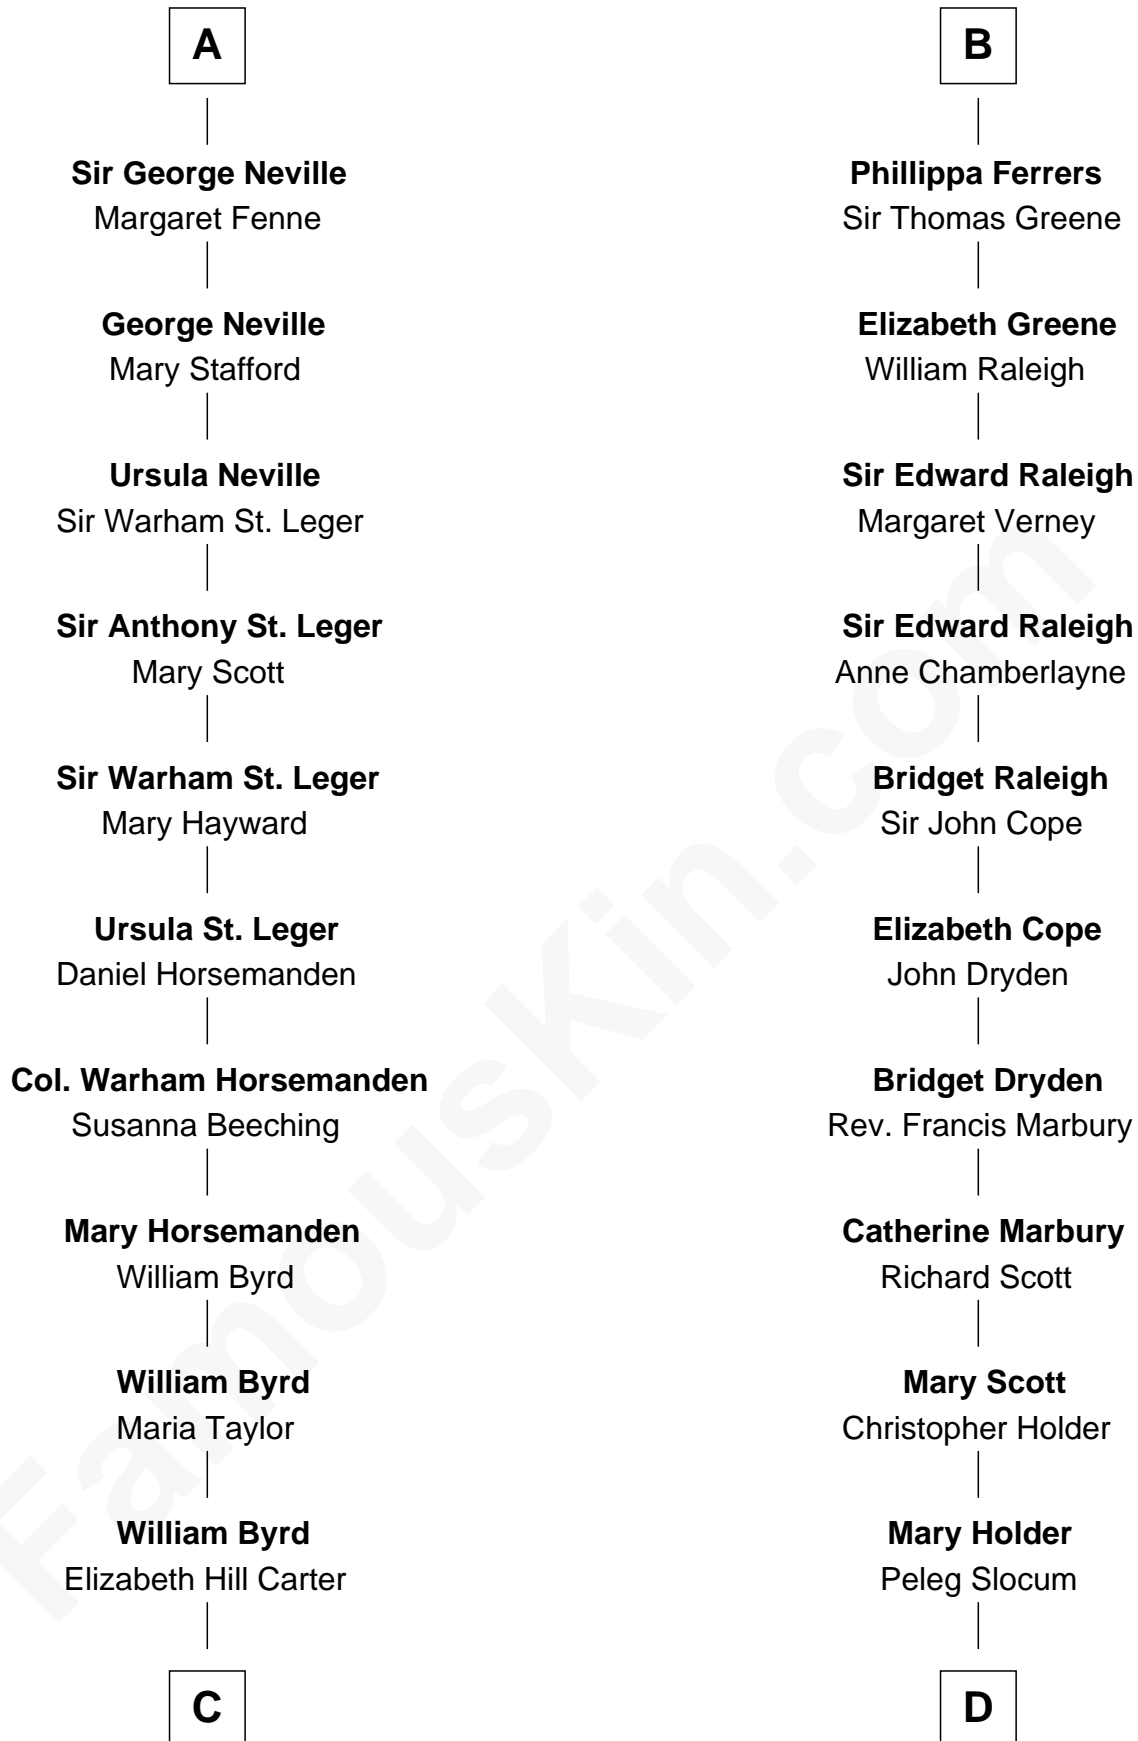 A
Sir George Neville
Margaret Fenne
George Neville
Mary Stafford
Ursula Neville
Sir Warham St. Leger
Sir Anthony St. Leger
Mary Scott
Sir Warham St. Leger
Mary Hayward
Ursula St. Leger
Daniel Horsemanden
Col. Warham Horsemanden
Susanna Beeching
Mary Horsemanden
William Byrd
William Byrd
Maria Taylor
William Byrd
Elizabeth Hill Carter
C
B
Phillippa Ferrers
Sir Thomas Greene
Elizabeth Greene
William Raleigh
Sir Edward Raleigh
Margaret Verney
Sir Edward Raleigh
Anne Chamberlayne
Bridget Raleigh
Sir John Cope
Elizabeth Cope
John Dryden
Bridget Dryden
Rev. Francis Marbury
Catherine Marbury
Richard Scott
Mary Scott
Christopher Holder
Mary Holder
Peleg Slocum
D
FamousKin.com